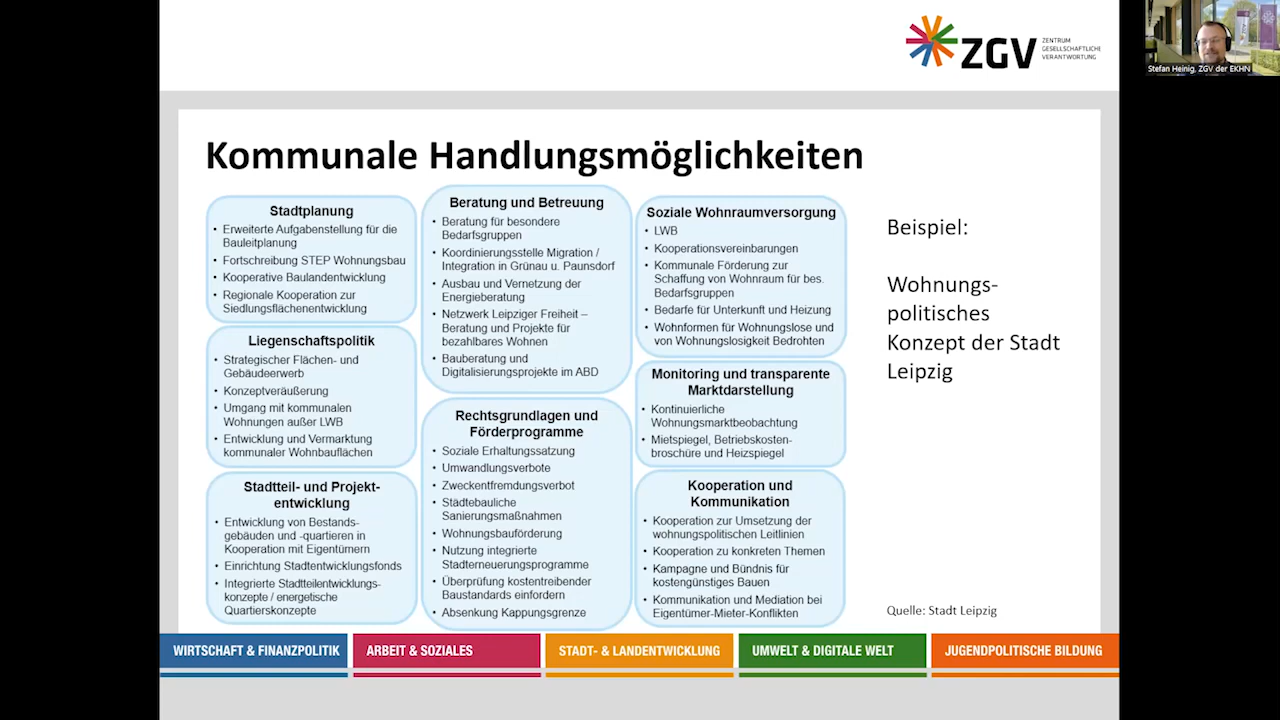 ZGV
ZENTRUM
GESELLSCHAFTLICHE
VERANTWORTUNG
Stefan Heinig, ZGV der EKHN
Kommunale Handlungsmöglichkeiten
Stadtplanung
• Erweiterte Aufgabenstellung für die
Bauleitplanung
• Fortschreibung STEP Wohnungsbau
• Kooperative Baulandentwicklung
• Regionale Kooperation zur
Siedlungsflächenentwicklung
Liegenschaftspolitik
• Strategischer Flächen- und
Gebäudeerwerb
• Konzeptveräußerung
• Umgang mit kommunalen
Wohnungen außer LWB
• Entwicklung und Vermarktung
kommunaler Wohnbauflächen
Stadtteil- und Projekt-
entwicklung
• Entwicklung von Bestands-
gebäuden und -quartieren in
Kooperation mit Eigentümern
• Einrichtung Stadtentwicklungsfonds
• Integrierte Stadtteilentwicklungs-
konzepte / energetische
Quartierskonzepte
Beratung und Betreuung
• Beratung für besondere
Bedarfsgruppen
• Koordinierungsstelle Migration /
Integration in Grünau u. Paunsdorf
• Ausbau und Vernetzung der
Energieberatung
• Netzwerk Leipziger Freiheit –
Beratung und Projekte für
bezahlbares Wohnen
• Bauberatung und
Digitalisierungsprojekte im ABD
Rechtsgrundlagen und
Förderprogramme
• Soziale Erhaltungssatzung
• Umwandlungsverbote
• Zweckentfremdungsverbot
• Städtebauliche
Sanierungsmaßnahmen
• Wohnungsbauförderung
• Nutzung integrierte
Stadterneuerungsprogramme
• Überprüfung kostentreibender
Baustandards einfordern
• Absenkung Kappungsgrenze
Soziale Wohnraumversorgung
• LWB
• Kooperationsvereinbarungen
• Kommunale Förderung zur
Schaffung von Wohnraum für bes.
Bedarfsgruppen
• Bedarfe für Unterkunft und Heizung
• Wohnformen für Wohnungslose und
von Wohnungslosigkeit Bedrohten
Monitoring und transparente
Marktdarstellung
• Kontinuierliche
Wohnungsmarktbeobachtung
• Mietspiegel, Betriebskosten-
broschüre und Heizspiegel
Kooperation und
Kommunikation
• Kooperation zur Umsetzung der
wohnungspolitischen Leitlinien
• Kooperation zu konkreten Themen
• Kampagne und Bündnis für
kostengünstiges Bauen
• Kommunikation und Mediation bei
Eigentümer-Mieter-Konflikten
Beispiel:
Wohnungs-
politisches
Konzept der Stadt
Leipzig
Quelle: Stadt Leipzig
WIRTSCHAFT & FINANZPOLITIK
ARBEIT & SOZIALES
STADT- & LANDENTWICKLUNG
UMWELT & DIGITALE WELT
JUGENDPOLITISCHE BILDUNG